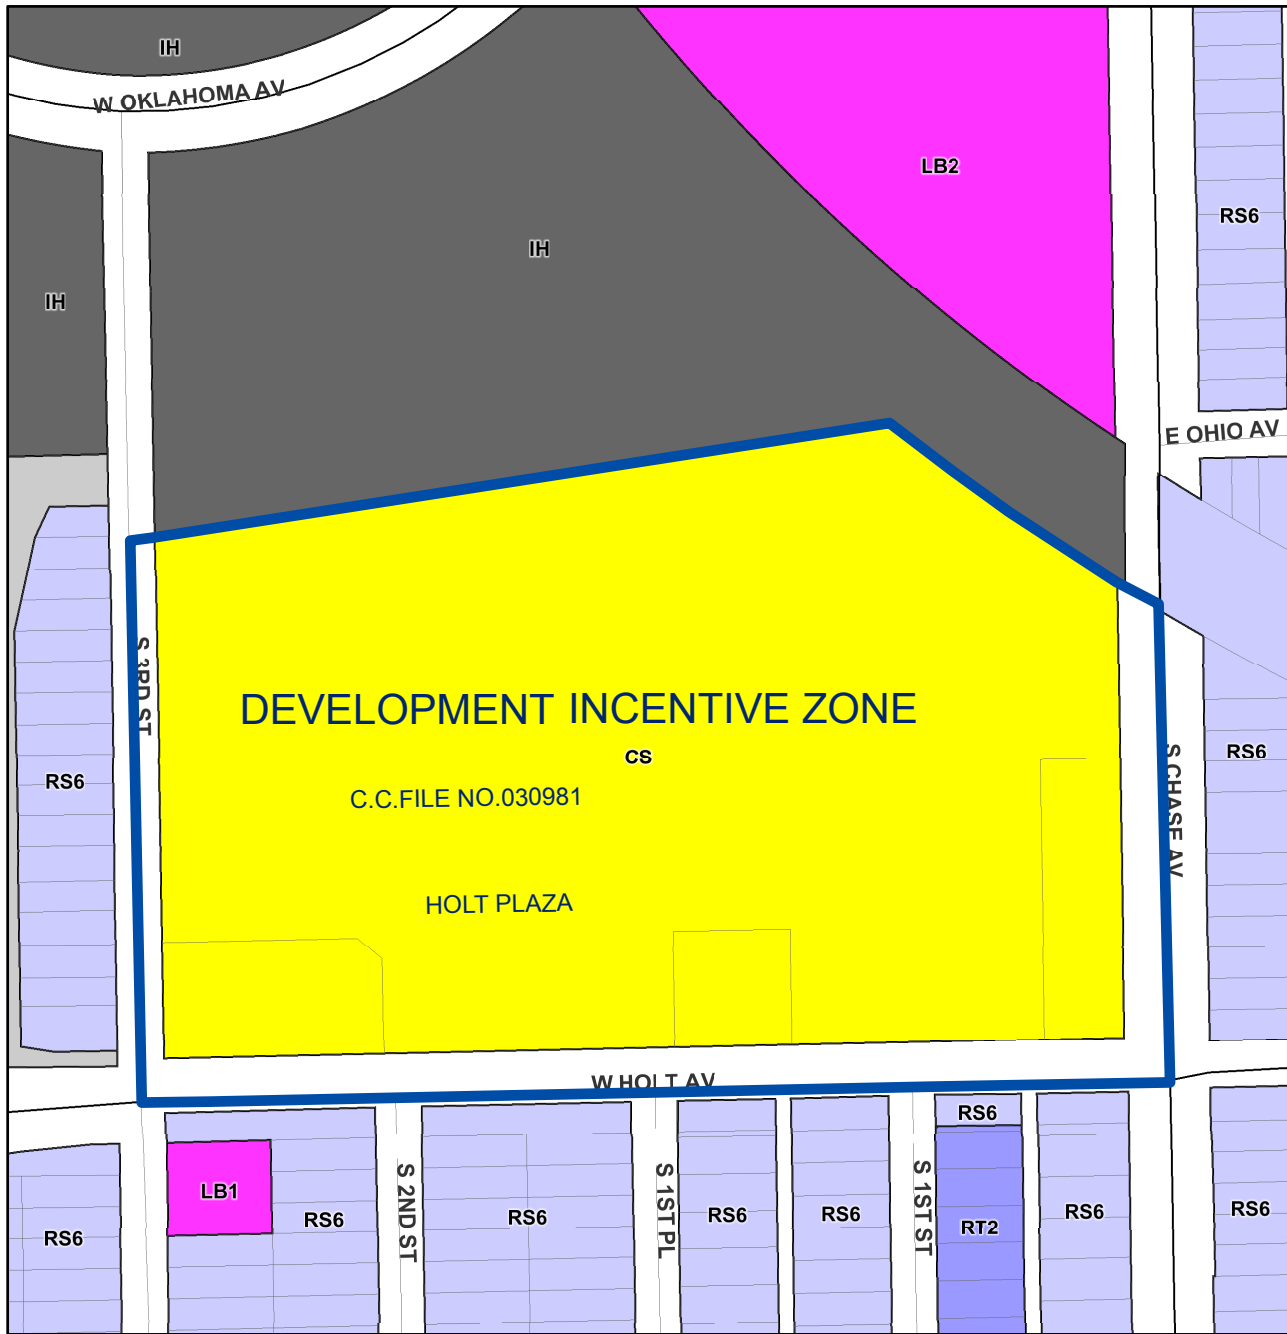 IH
W OKLAHOMA AV
LB2
RS6
IH
IH
E OHIO AV
S 3RD ST
DEVELOPMENT INCENTIVE ZONE
CS
RS6
RS6
S CHASE AV
C.C.FILE NO.030981
HOLT PLAZA
W HOLT AV
RS6
LB1
RS6
S 2ND ST
RS6
S 1ST PL
RS6
RS6
S 1ST ST
RT2
RS6
RS6
RS6